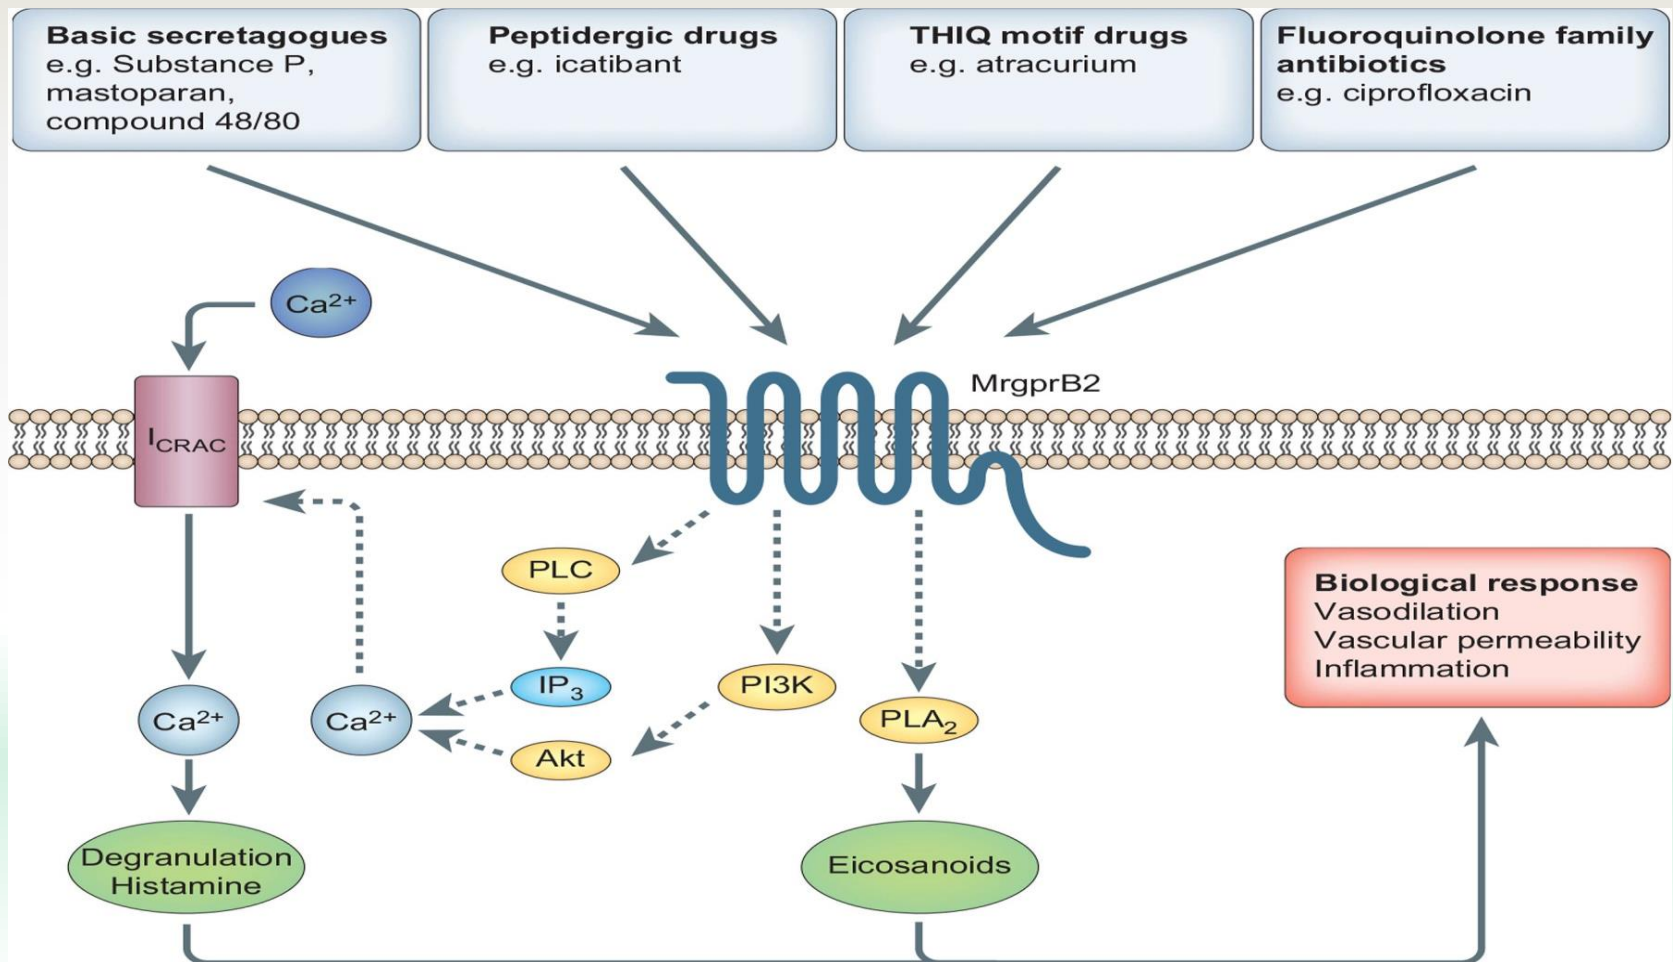 Basic secretagogues
e.g. Substance P,
mastoparan,
compound 48/80
Peptidergic drugs
e.g. icatibant
THIQ motif drugs
e.g. atracurium
Fluoroquinolone family
antibiotics
e.g. ciprofloxacin
Ca²⁺
MrgprB2
I_CRAC
PLC
Biological response
Vasodilation
Vascular permeability
Inflammation
IP₃
PI3K
Ca²⁺
Ca²⁺
PLA₂
Akt
Degranulation
Histamine
Eicosanoids